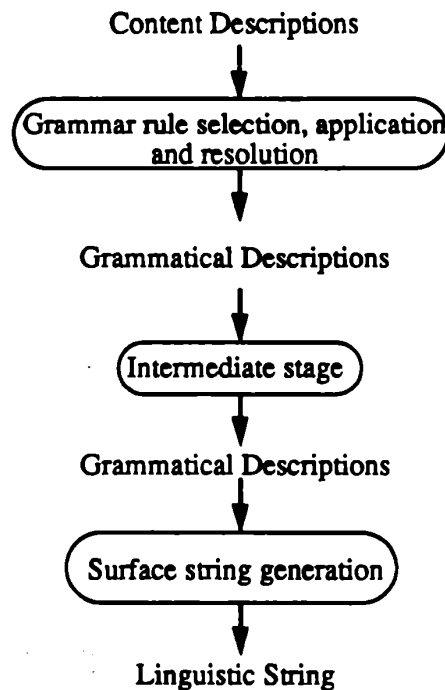 Content Descriptions
Grammar rule selection, application
and resolution
Grammatical Descriptions
Intermediate stage
Grammatical Descriptions
Surface string generation
Linguistic String